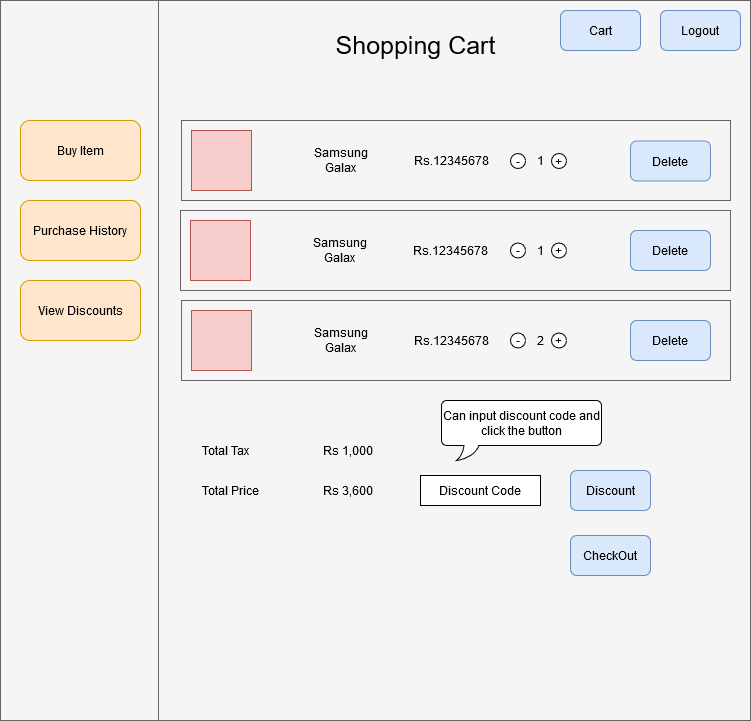 Shopping Cart
Cart
Logout
Buy Item
Purchase History
View Discounts
Samsung
Galax
Rs.12345678
- 1 +
Delete
Samsung
Galax
Rs.12345678
- 1 +
Delete
Samsung
Galax
Rs.12345678
- 2 +
Delete
Can input discount code and
click the button
Total Tax
Rs 1,000
Total Price
Rs 3,600
Discount Code
Discount
CheckOut